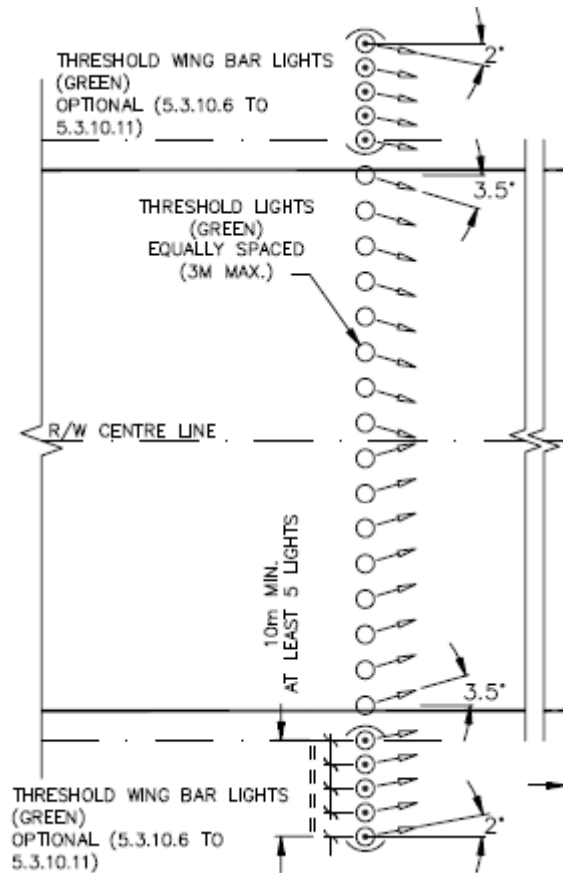 THRESHOLD WING BAR LIGHTS
(GREEN)
OPTIONAL (5.3.10.6 TO
5.3.10.11)
2°
3.5°
THRESHOLD LIGHTS
(GREEN)
EQUALLY SPACED
(3M MAX.)
R/W CENTRE LINE
10m MIN.
AT LEAST 5 LIGHTS
3.5°
THRESHOLD WING BAR LIGHTS
(GREEN)
OPTIONAL (5.3.10.6 TO
5.3.10.11)
2°